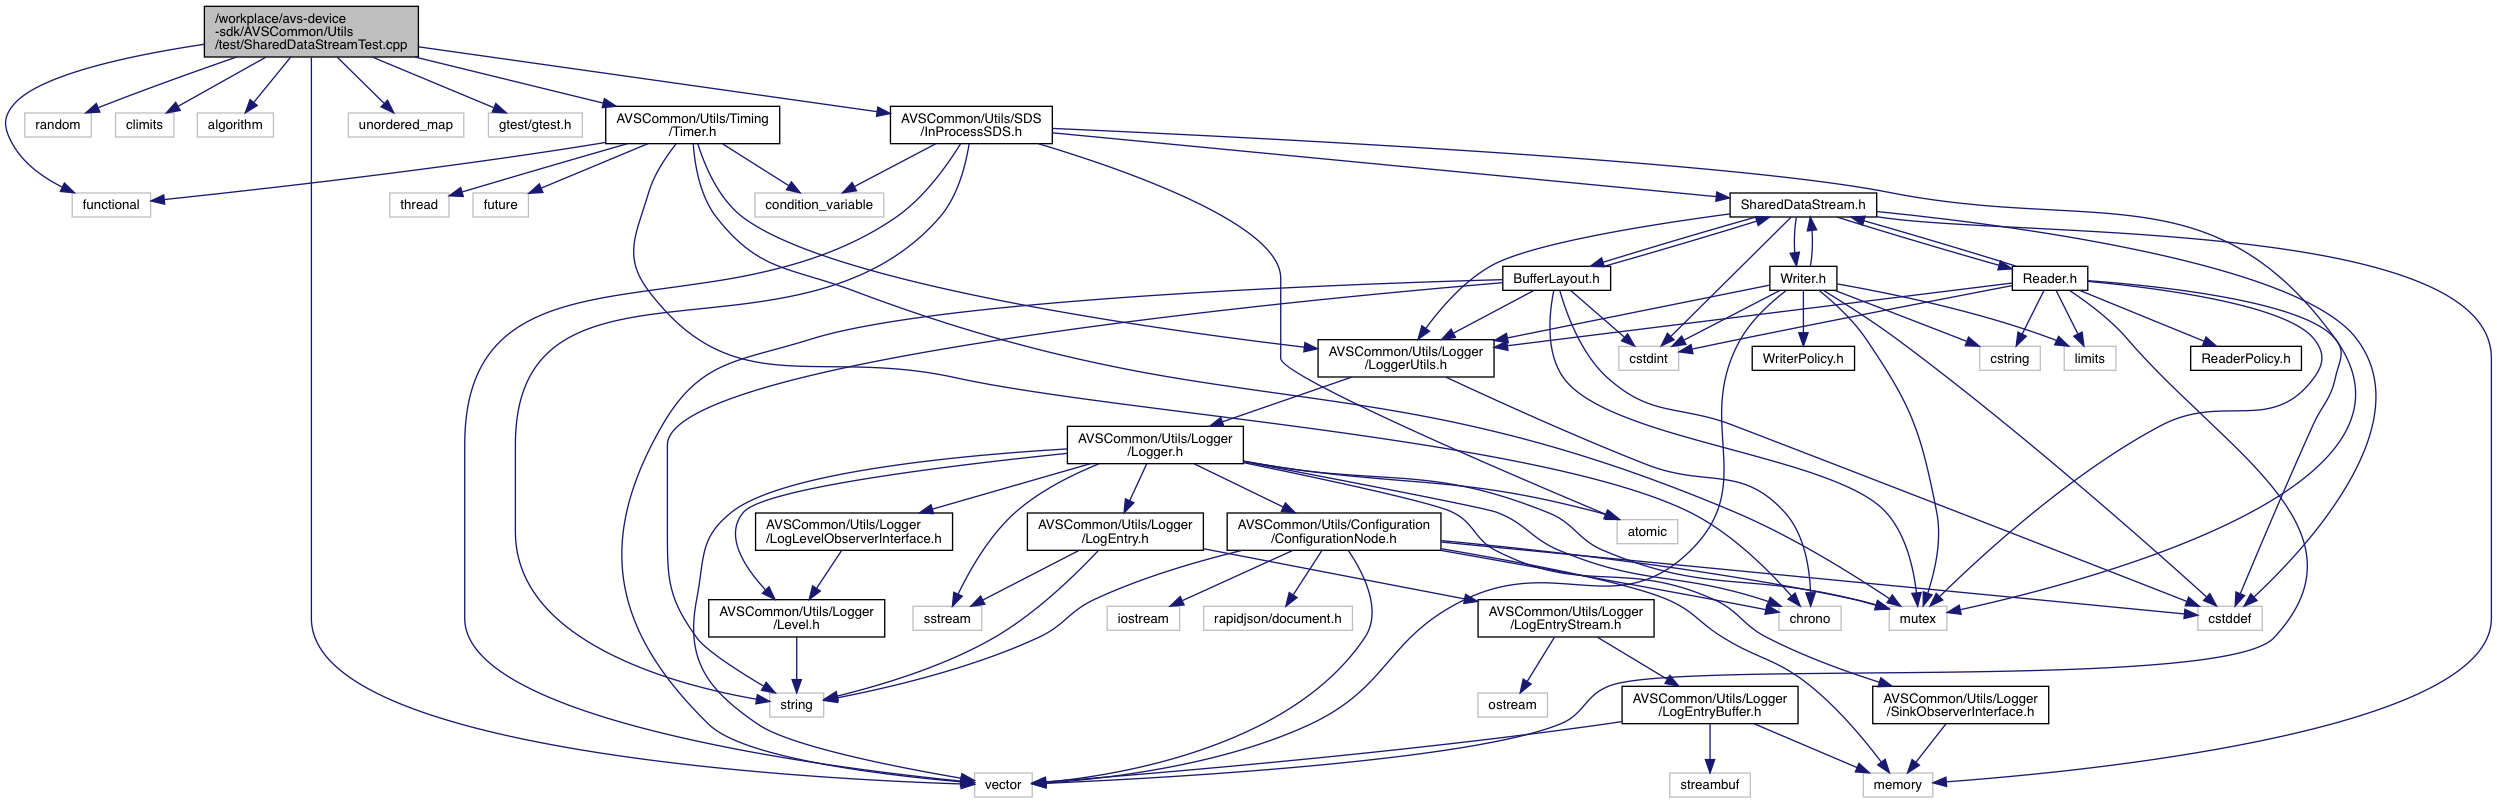 /workplace/avs-device
-sdk/AVSCommon/Utils
/test/SharedDataStreamTest.cpp
random
climits
algorithm
unordered_map
gtest/gtest.h
AVSCommon/Utils/Timing
/Timer.h
AVSCommon/Utils/SDS
/InProcessSDS.h
functional
thread
future
condition_variable
SharedDataStream.h
BufferLayout.h
Writer.h
Reader.h
AVSCommon/Utils/Logger
/LoggerUtils.h
cstdint
WriterPolicy.h
cstring
limits
ReaderPolicy.h
AVSCommon/Utils/Logger
/Logger.h
AVSCommon/Utils/Logger
/LogLevelObserverInterface.h
AVSCommon/Utils/Logger
/LogEntry.h
AVSCommon/Utils/Configuration
/ConfigurationNode.h
atomic
AVSCommon/Utils/Logger
/Level.h
sstream
iostream
rapidjson/document.h
AVSCommon/Utils/Logger
/LogEntryStream.h
chrono
mutex
cstddef
string
ostream
AVSCommon/Utils/Logger
/LogEntryBuffer.h
AVSCommon/Utils/Logger
/SinkObserverInterface.h
vector
streambuf
memory